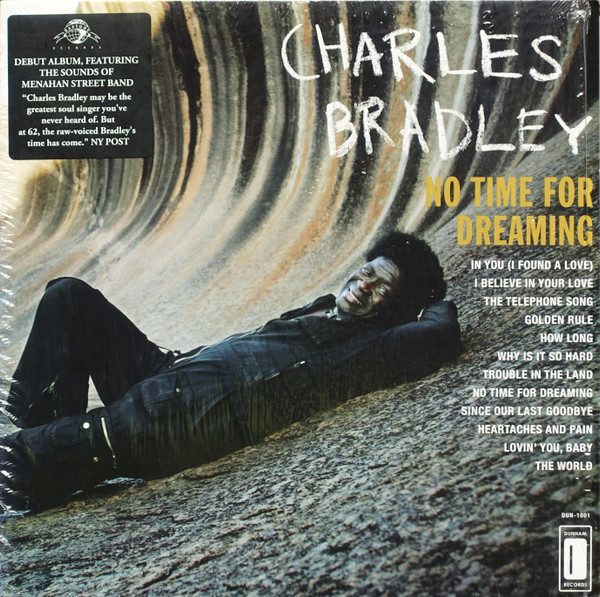 DAPTONE
RECORDS
DEBUT ALBUM, FEATURING
THE SOUNDS OF
MENAHAN STREET BAND
“Charles Bradley may be the
greatest soul singer you’ve
never heard of. But
at 62, the raw-voiced Bradley’s
time has come.” NY POST
CHARLES
BRADLEY
NO TIME FOR
DREAMING
IN YOU (I FOUND A LOVE)
I BELIEVE IN YOUR LOVE
THE TELEPHONE SONG
GOLDEN RULE
HOW LONG
WHY IS IT SO HARD
TROUBLE IN THE LAND
NO TIME FOR DREAMING
SINCE OUR LAST GOODBYE
HEARTACHES AND PAIN
LOVIN’ YOU, BABY
THE WORLD
DUN-1001
DUNHAM
D
RECORDS